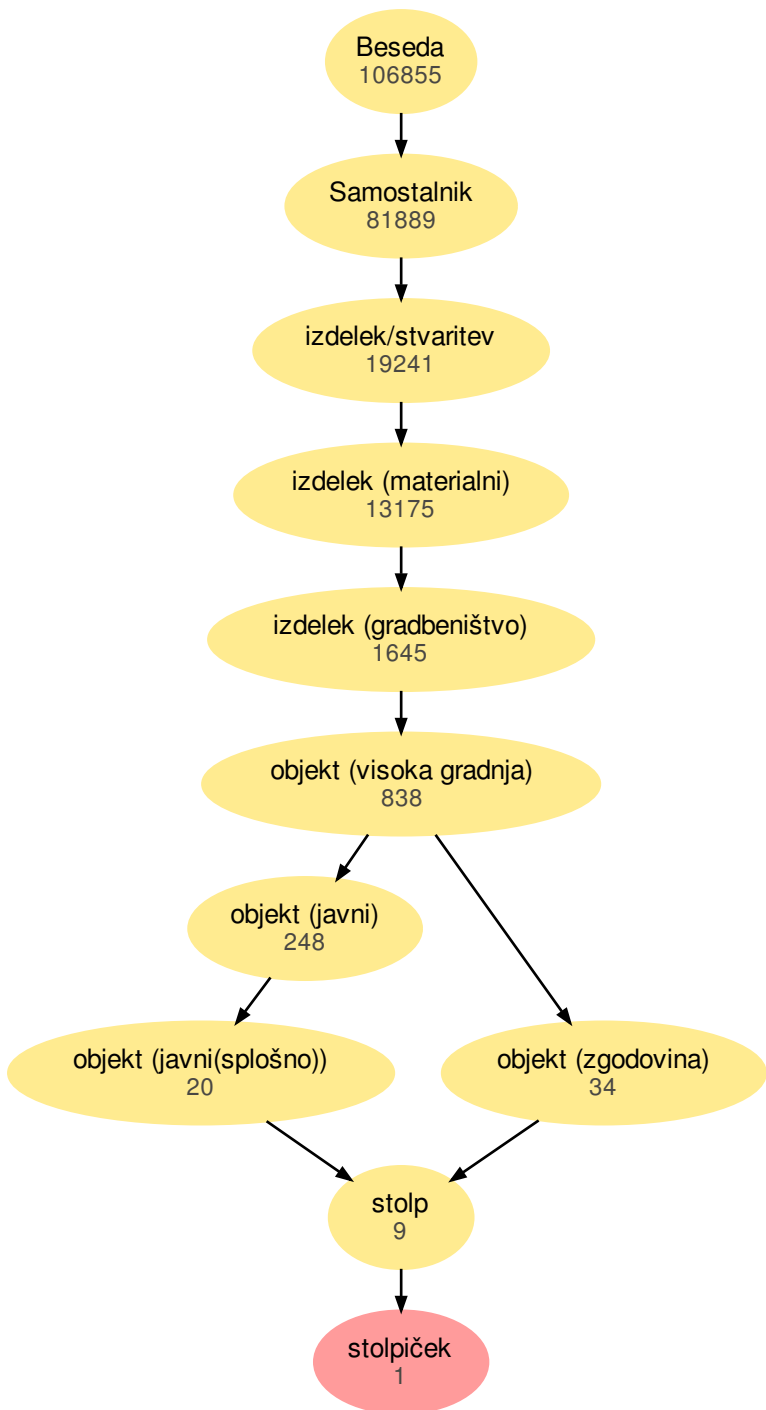 Beseda
106855
Samostalnik
81889
izdelek/stvaritev
19241
izdelek (materialni)
13175
izdelek (gradbeništvo)
1645
objekt (visoka gradnja)
838
objekt (javni)
248
objekt (javni(splošno))
20
objekt (zgodovina)
34
stolp
9
stolpiček
1